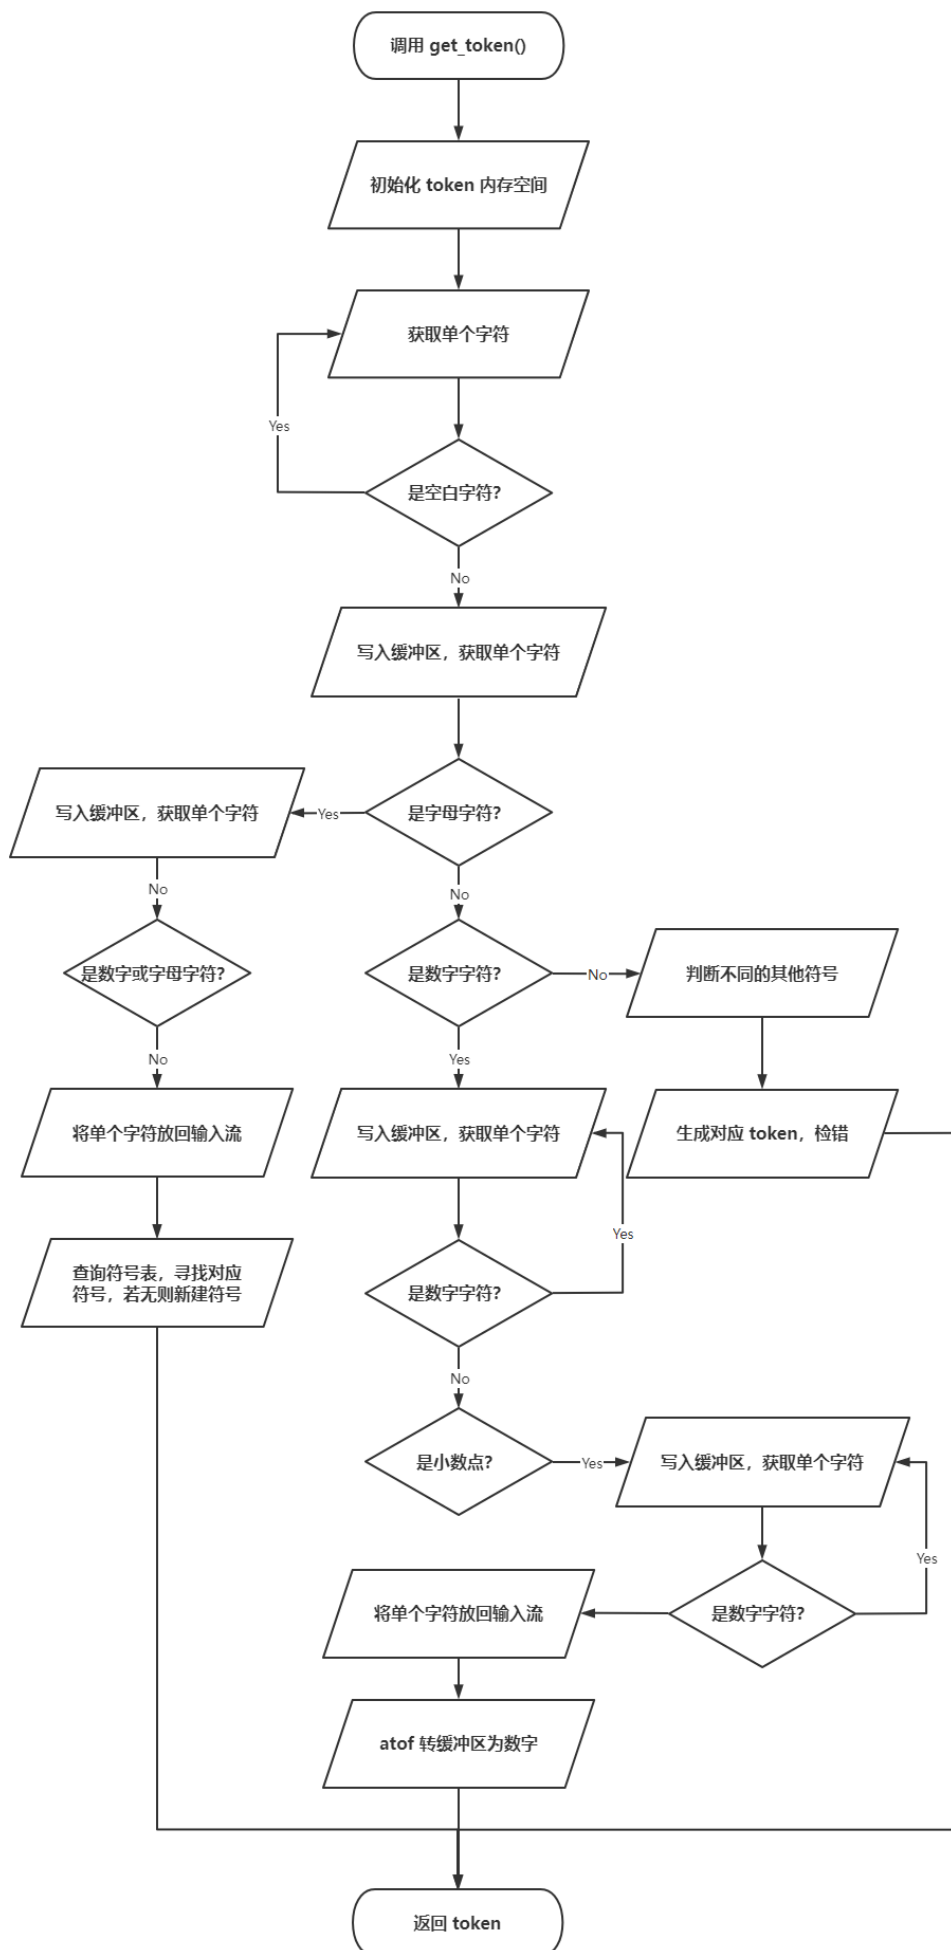 调用 get_token()
初始化 token 内存空间
获取单个字符
Yes
是空白字符？
No
写入缓冲区，获取单个字符
写入缓冲区，获取单个字符
Yes
是字母字符？
No
No
是数字或字母字符？
是数字字符？
No
判断不同的其他符号
No
Yes
将单个字符放回输入流
写入缓冲区，获取单个字符
生成对应 token，检错
Yes
查询符号表，寻找对应
符号，若无则新建符号
是数字字符？
No
是小数点？
Yes
写入缓冲区，获取单个字符
Yes
将单个字符放回输入流
是数字字符？
atof 转缓冲区为数字
返回 token